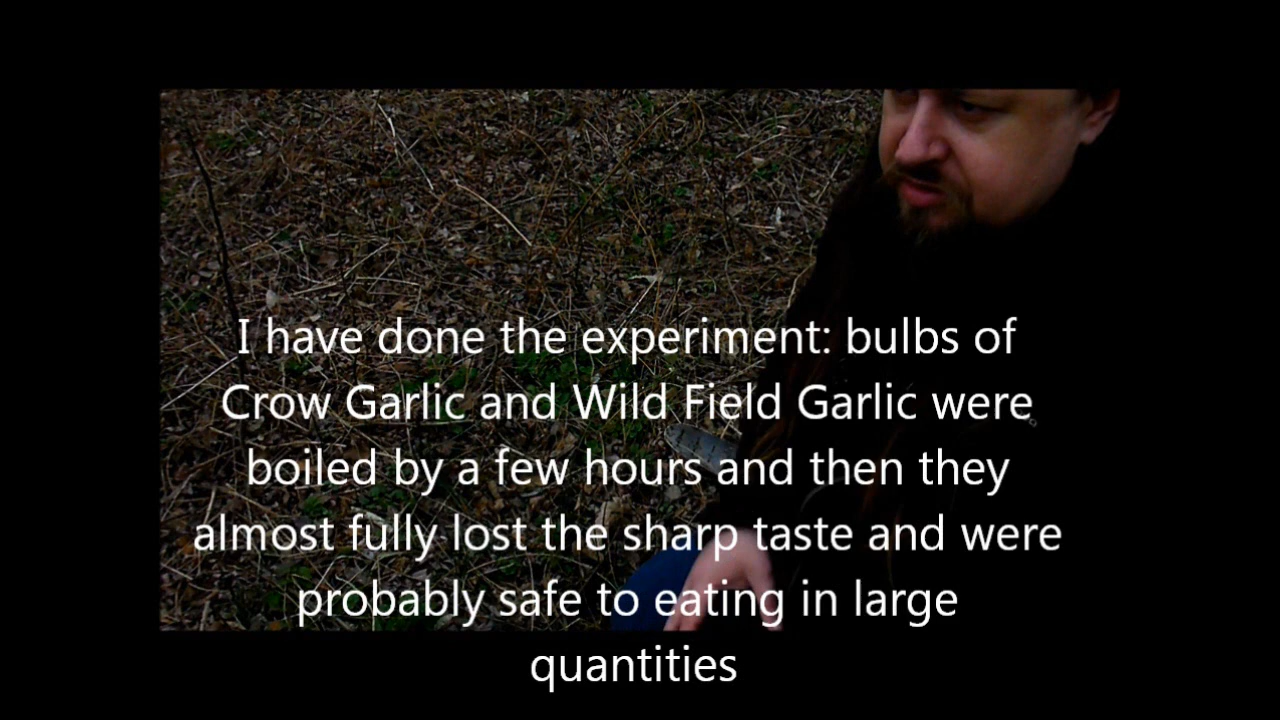 I have done the experiment: bulbs of
Crow Garlic and Wild Field Garlic were
boiled by a few hours and then they
almost fully lost the sharp taste and were
probably safe to eating in large
quantities